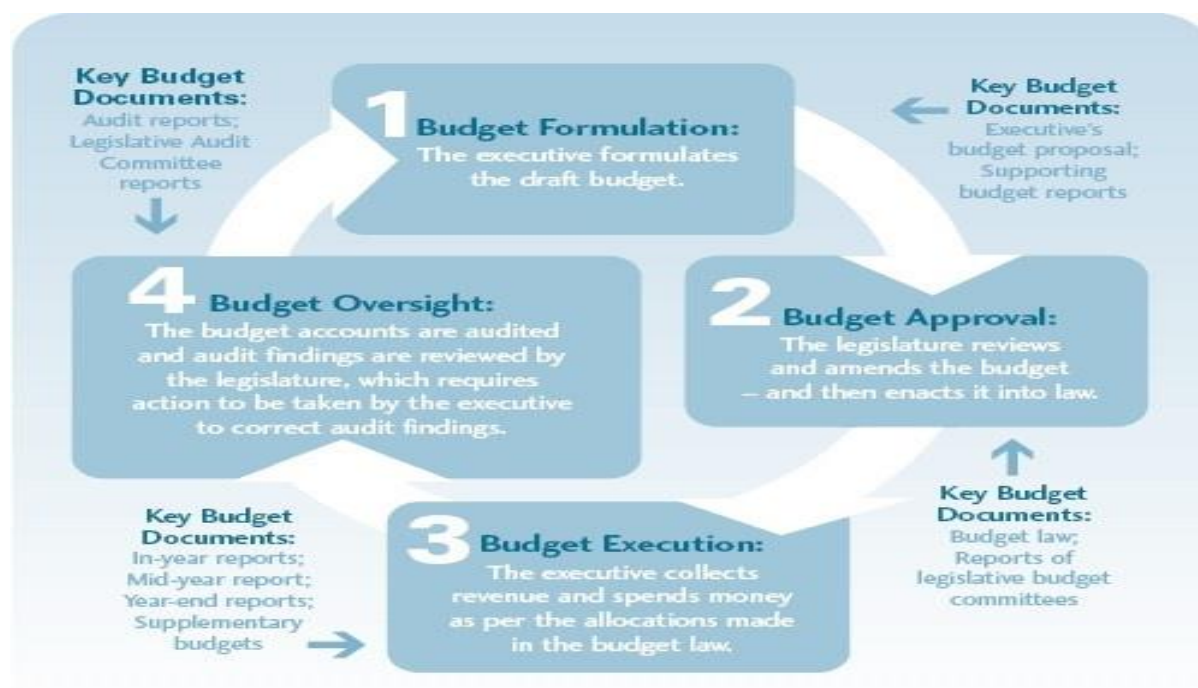 Key Budget
Documents:
Audit reports;
Legislative Audit
Committee
reports
1 Budget Formulation:
The executive formulates
the draft budget.
Key Budget
Documents:
Executive's
budget proposal;
Supporting
budget reports
2 Budget Approval:
The legislature reviews
and amends the budget
– and then enacts it into law.
Key Budget
Documents:
Budget law;
Reports of
legislative budget
committees
3 Budget Execution:
The executive collects
revenue and spends money
as per the allocations made
in the budget law.
Key Budget
Documents:
In-year reports;
Mid-year report;
Year-end reports;
Supplementary
budgets
4 Budget Oversight:
The budget accounts are audited
and audit findings are reviewed by
the legislature, which requires
action to be taken by the executive
to correct audit findings.